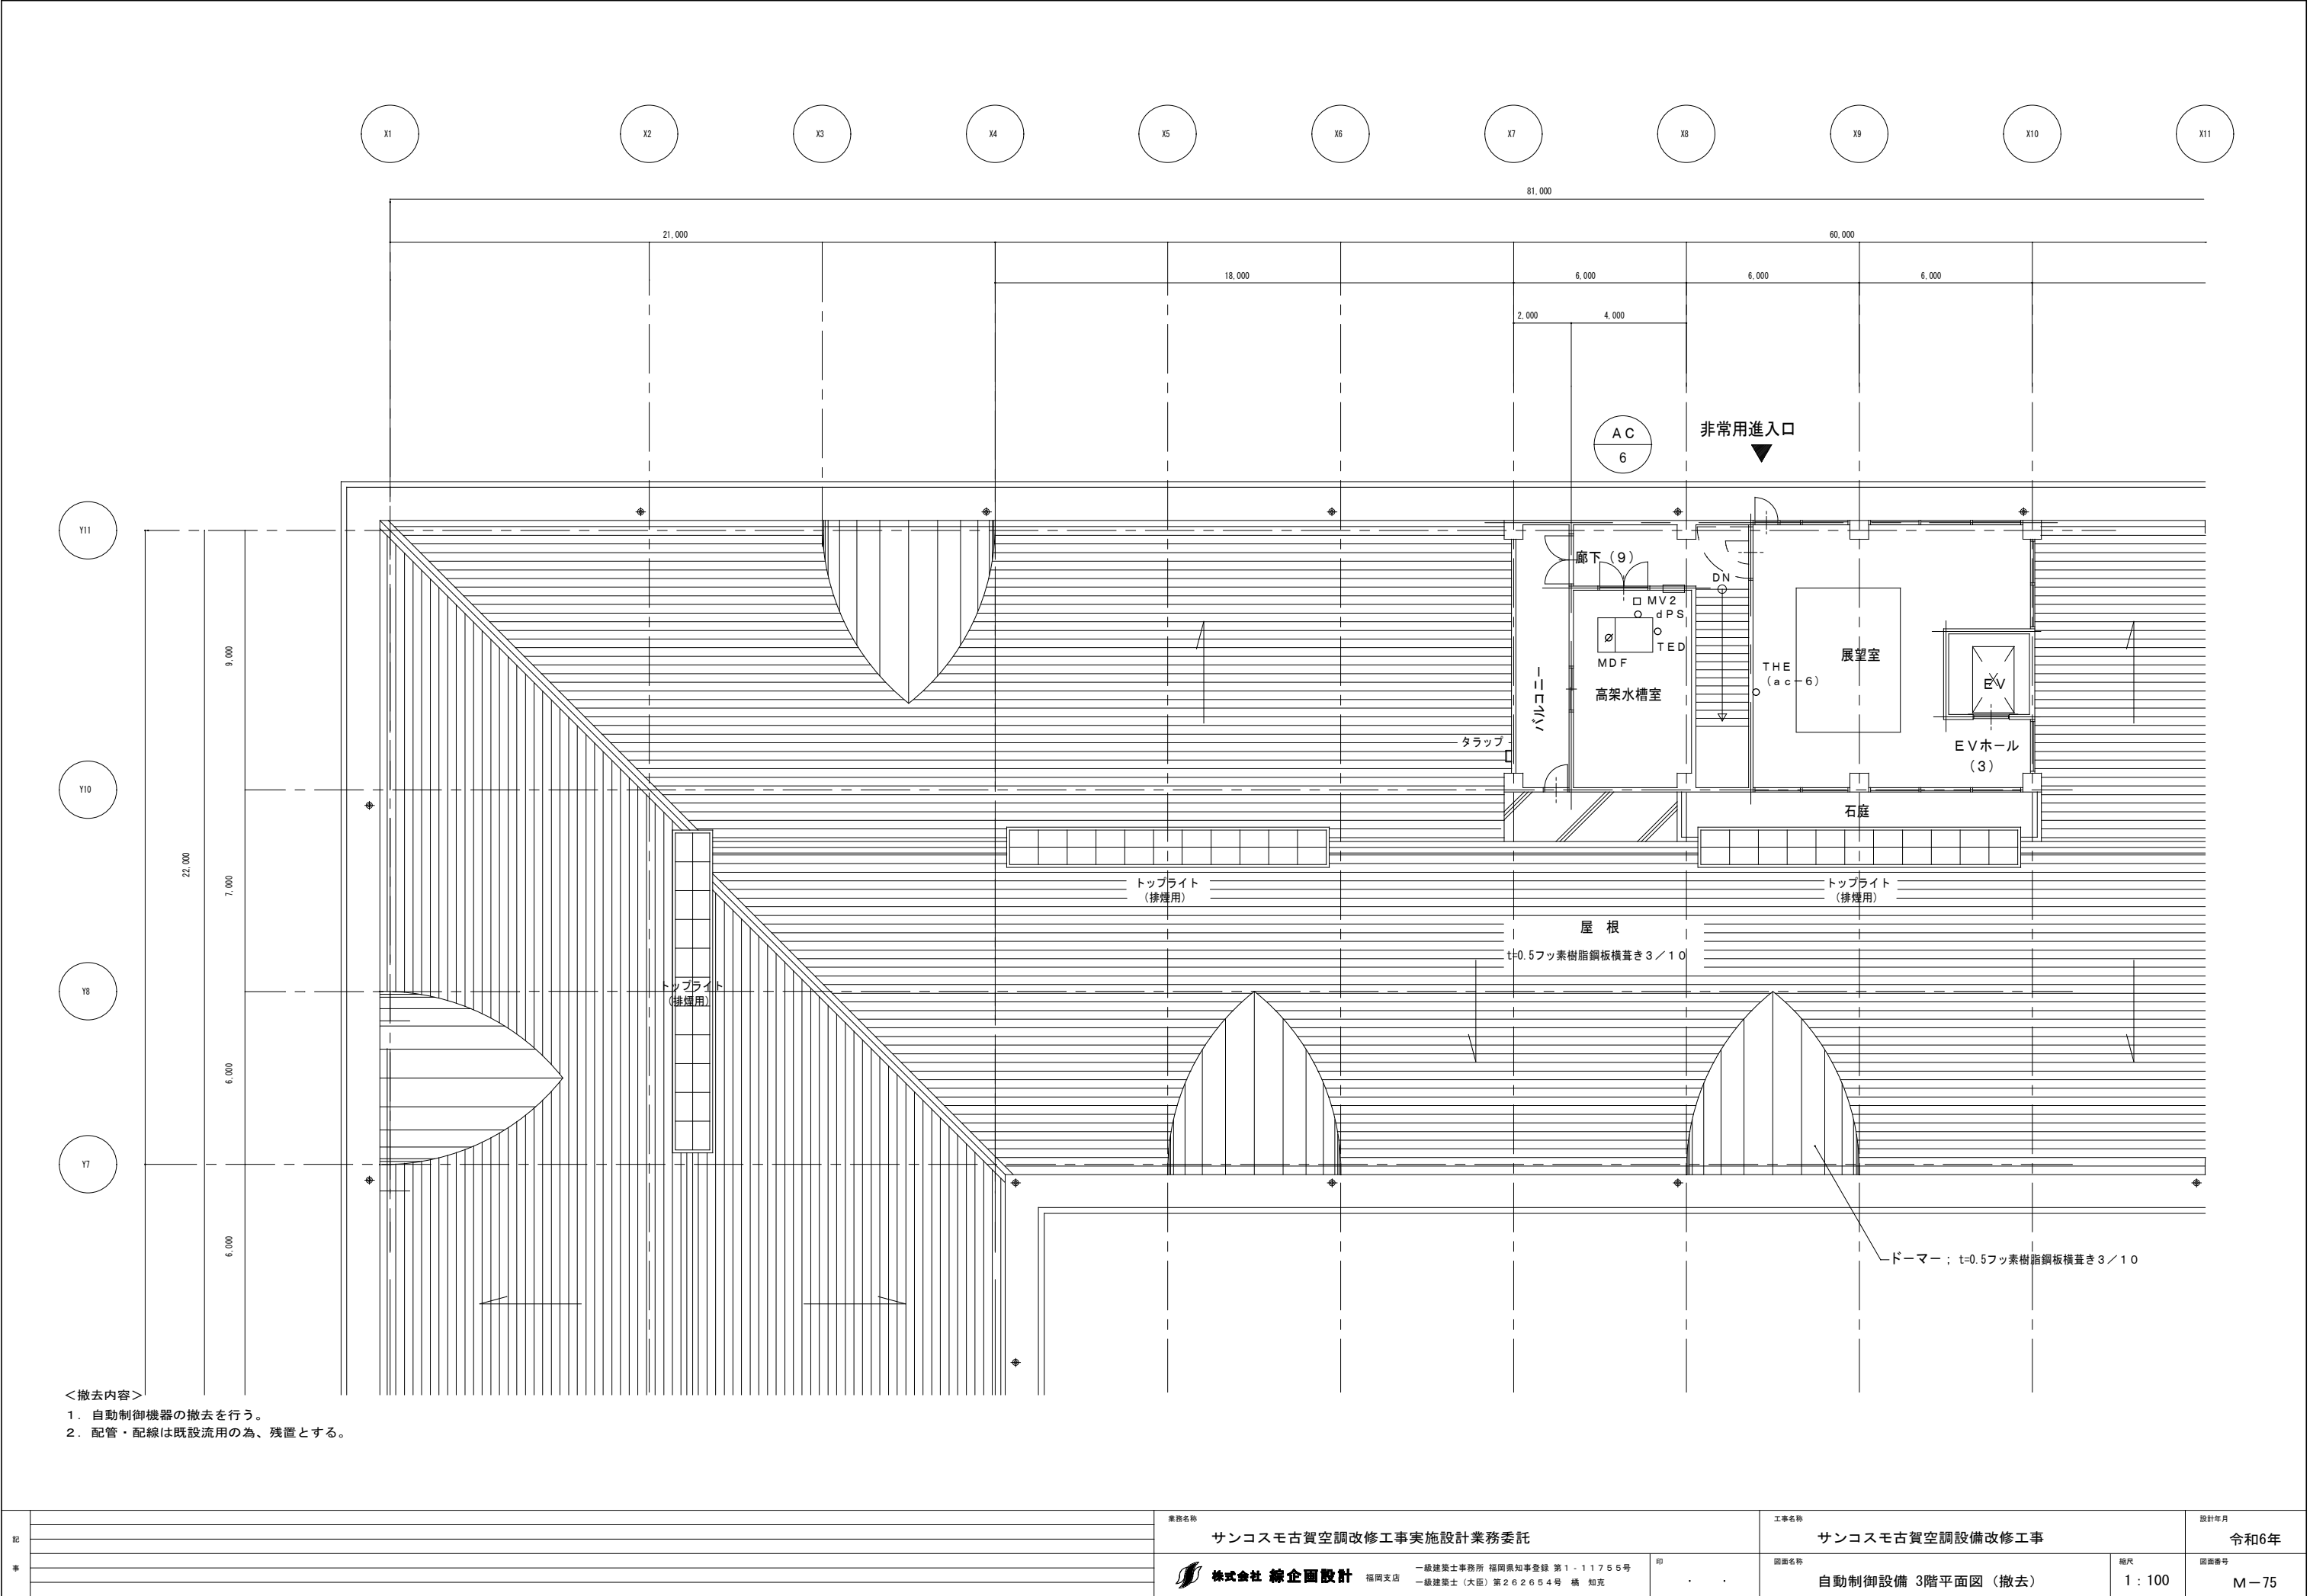 X1
X2
X3
X4
X5
X6
X7
X8
X9
X10
X11
81,000
21,000
60,000
18,000
6,000
6,000
6,000
2,000
4,000
AC
6
非常用進入口
Y11
Y10
Y8
Y7
9,000
22,000
7,000
6,000
6,000
廊下(9)
DN
MV2
dPS
TED
MDF
高架水槽室
バルコニー
タラップ
THE
(ac-6)
展望室
EV
EVホール
(3)
石庭
トップライト
(排煙用)
トップライト
(排煙用)
トップライト
(排煙用)
屋 根
t=0.5フッ素樹脂鋼板横葺き3/10
ドーマー ; t=0.5フッ素樹脂鋼板横葺き3/10
<撤去内容>
1. 自動制御機器の撤去を行う。
2. 配管・配線は既設流用の為、残置とする。
記
事
業務名称
サンコスモ古賀空調改修工事実施設計業務委託
株式会社 綜企画設計 福岡支店
一級建築士事務所 福岡県知事登録 第1-11755号
一級建築士(大臣)第262654号 橘 知克
印
工事名称
サンコスモ古賀空調設備改修工事
設計年月
令和6年
図面名称
自動制御設備 3階平面図(撤去)
縮尺
1:100
図面番号
M-75